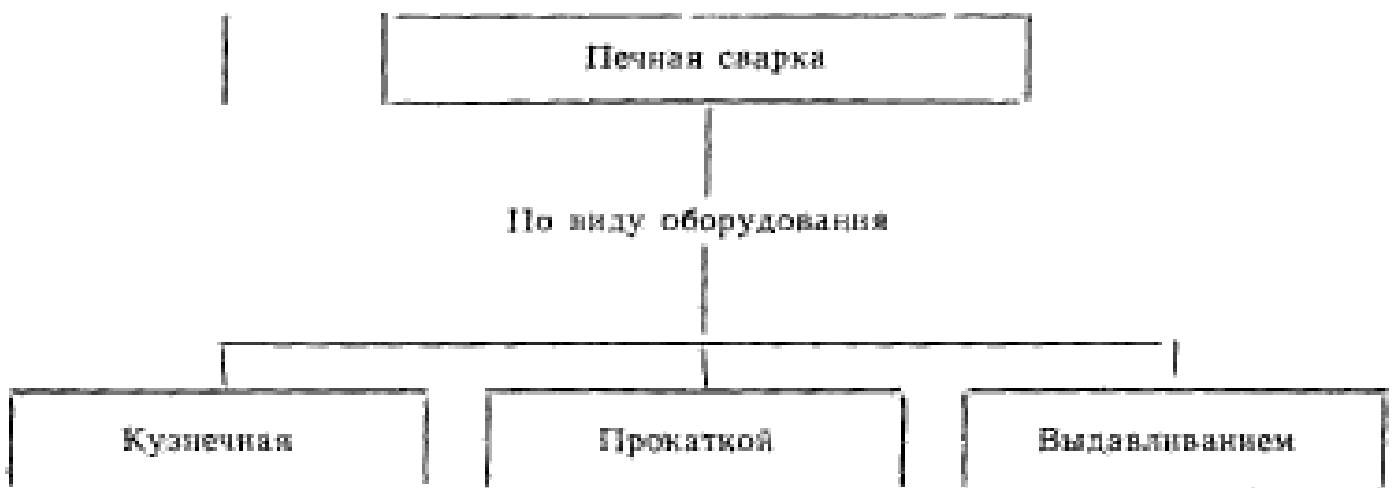 Печная сварка
По виду оборудования
Кузнечная
Прокаткой
Выдавливанием